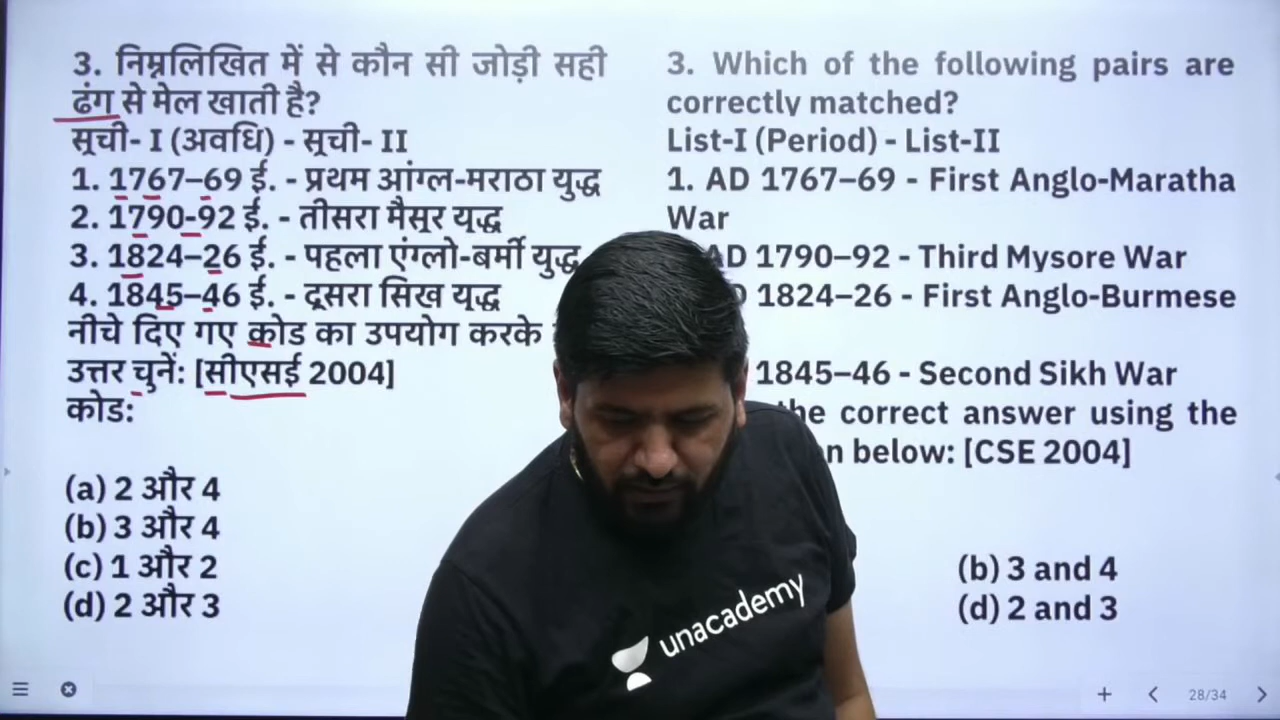 3. निम्नलिखित में से कौन सी जोड़ी सही
ढंग से मेल खाती है?
सूची- I (अवधि) - सूची- II
1. 1767–69 ई. - प्रथम आंग्ल-मराठा युद्ध
2. 1790-92 ई. - तीसरा मैसूर युद्ध
3. 1824–26 ई. - पहला एंग्लो-बर्मी युद्ध
4. 1845–46 ई. - दूसरा सिख युद्ध
नीचे दिए गए कोड का उपयोग करके
उत्तर चुनें: [सीएसई 2004]
कोड:
(a) 2 और 4
(b) 3 और 4
(c) 1 और 2
(d) 2 और 3
3. Which of the following pairs are
correctly matched?
List-I (Period) - List-II
1. AD 1767–69 - First Anglo-Maratha
War
AD 1790–92 - Third Mysore War
1824–26 - First Anglo-Burmese
1845–46 - Second Sikh War
the correct answer using the
below: [CSE 2004]
(b) 3 and 4
(d) 2 and 3
unacademy
28/34